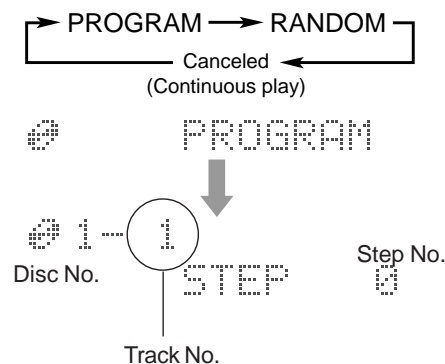 PROGRAM RANDOM
Canceled
(Continuous play)
PROGRAM
1- 1
Disc No.
STEP 0
Step No.
Track No.